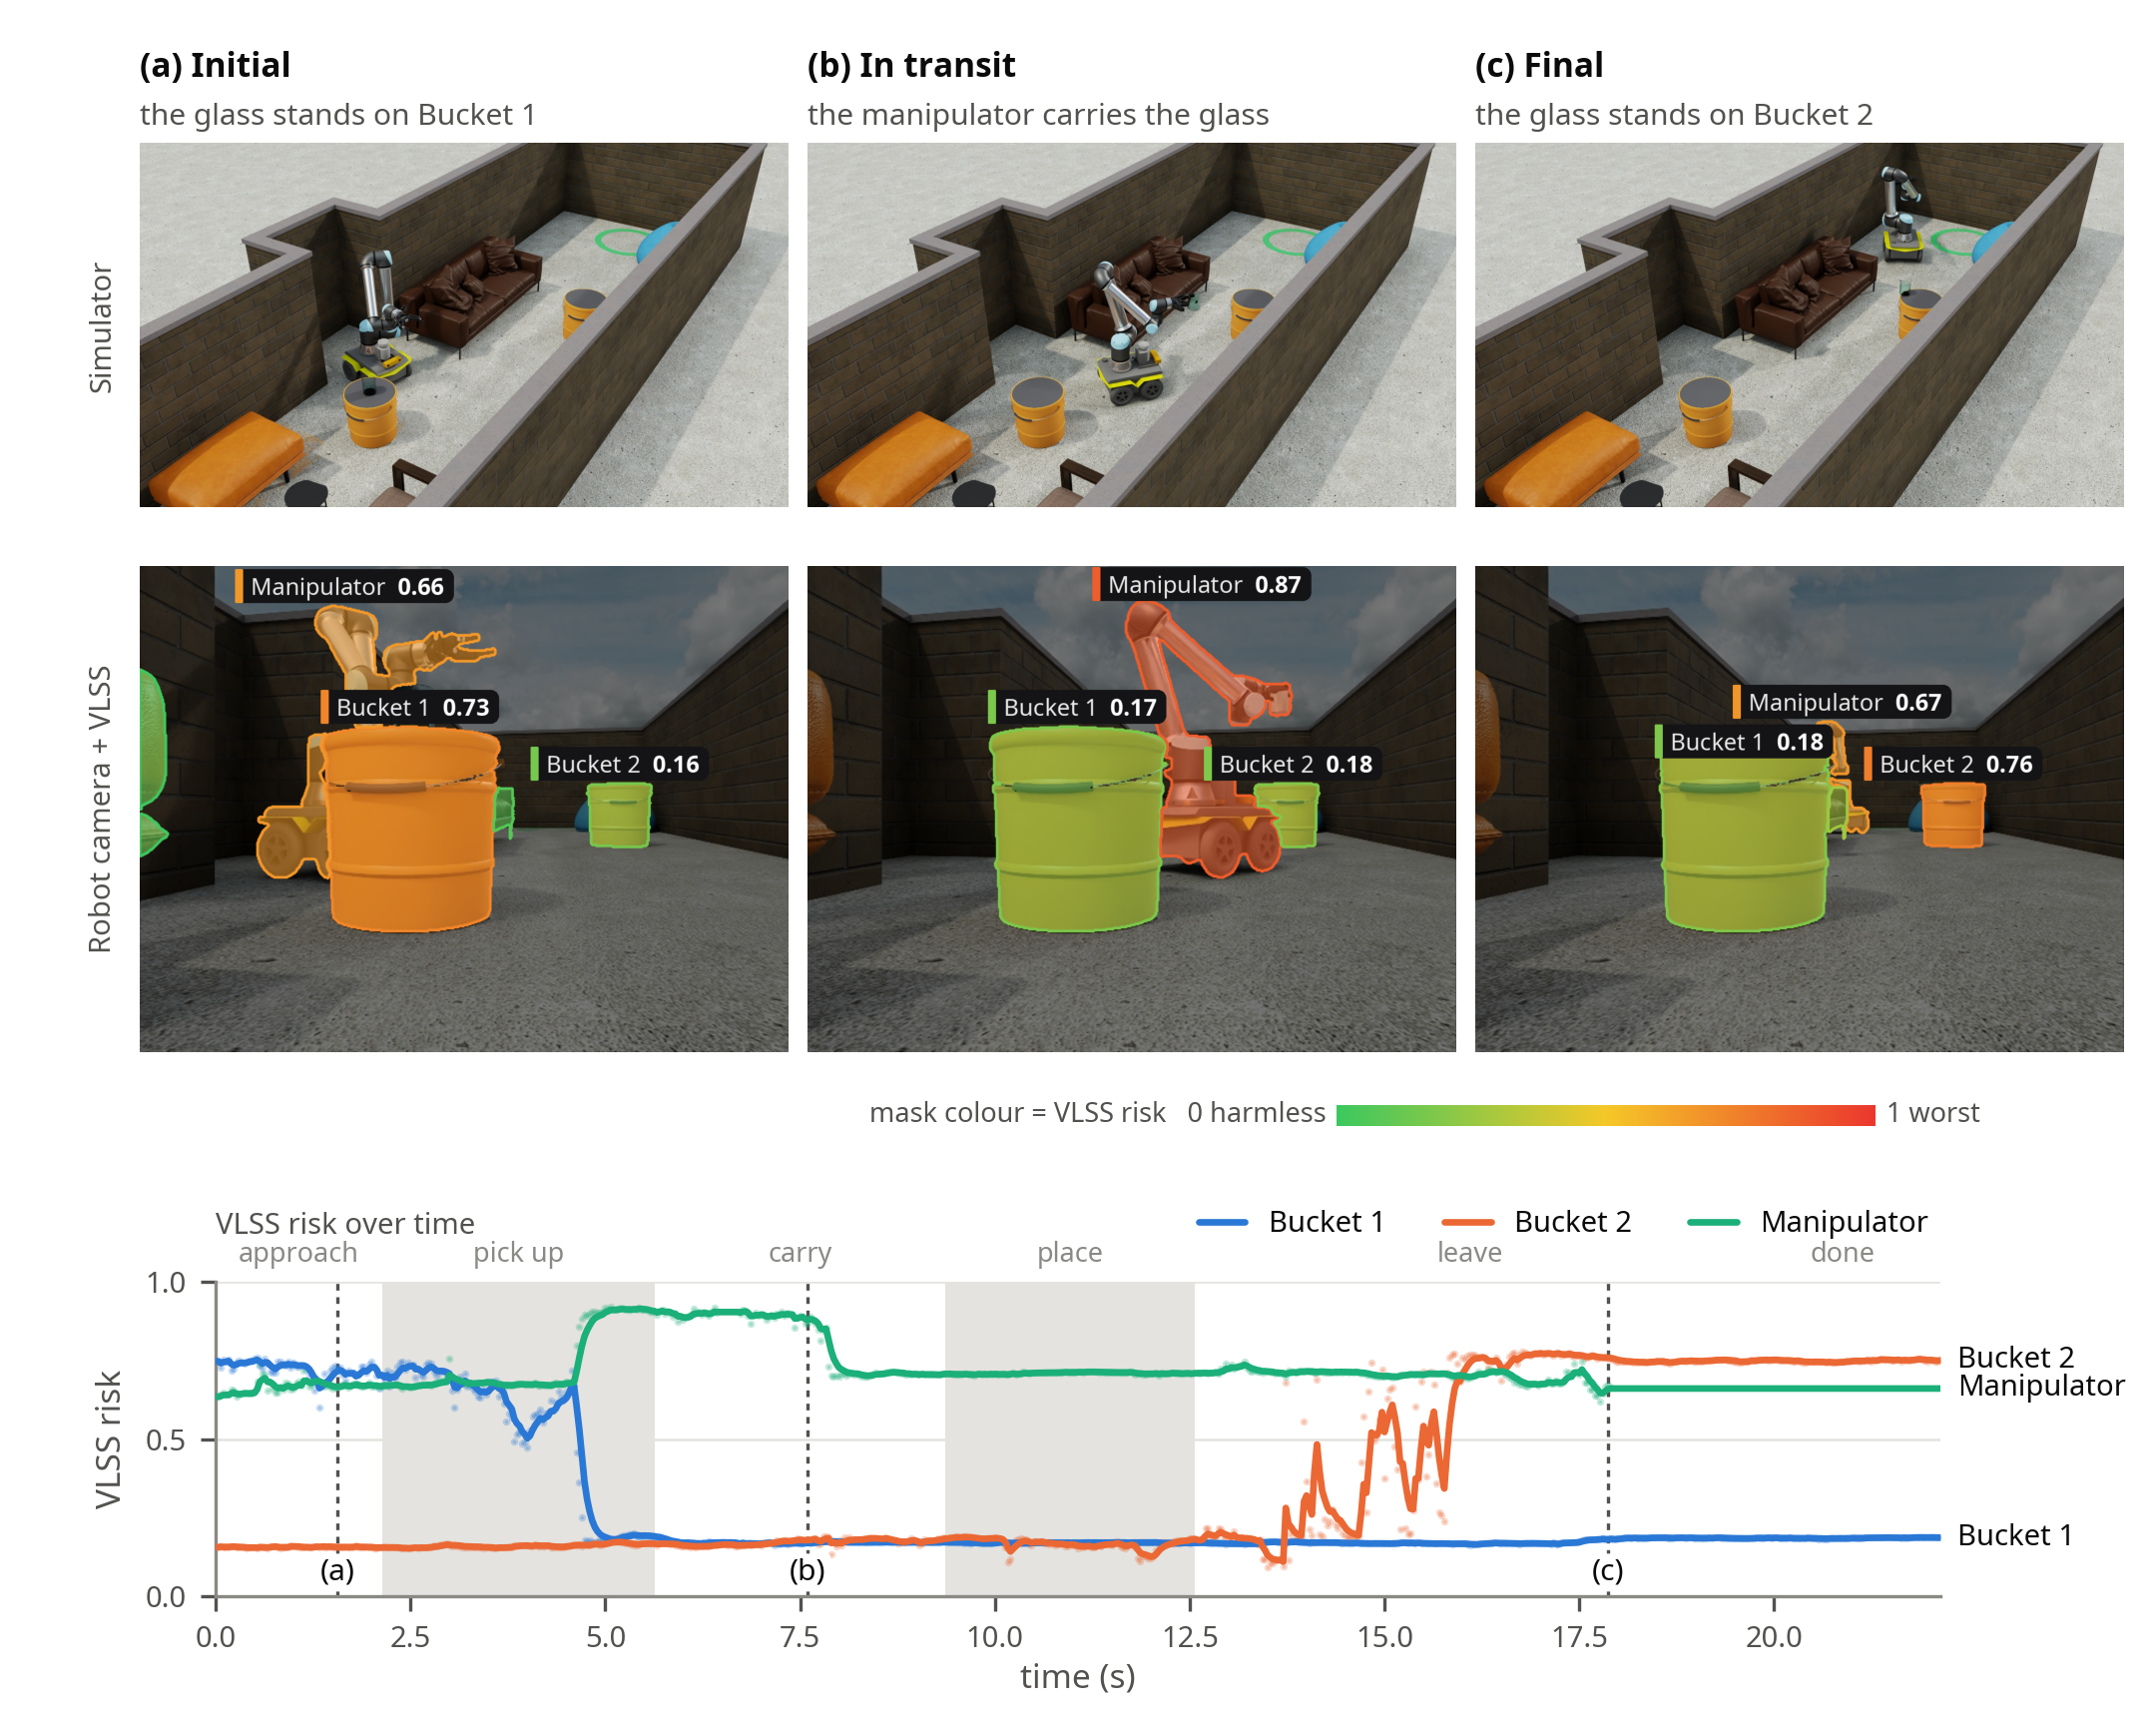 (a) Initial
the glass stands on Bucket 1
(b) In transit
the manipulator carries the glass
(c) Final
the glass stands on Bucket 2
Simulator
Robot camera + VLSS
Manipulator 0.66
Bucket 1 0.73
Bucket 2 0.16
Manipulator 0.87
Bucket 1 0.17
Bucket 2 0.18
Manipulator 0.67
Bucket 1 0.18
Bucket 2 0.76
mask colour = VLSS risk 0 harmless 1 worst
VLSS risk over time
Bucket 1 Bucket 2 Manipulator
approach pick up carry place leave done
VLSS risk
1.0
0.5
0.0
Bucket 2
Manipulator
Bucket 1
(a) (b) (c)
0.0 2.5 5.0 7.5 10.0 12.5 15.0 17.5 20.0
time (s)